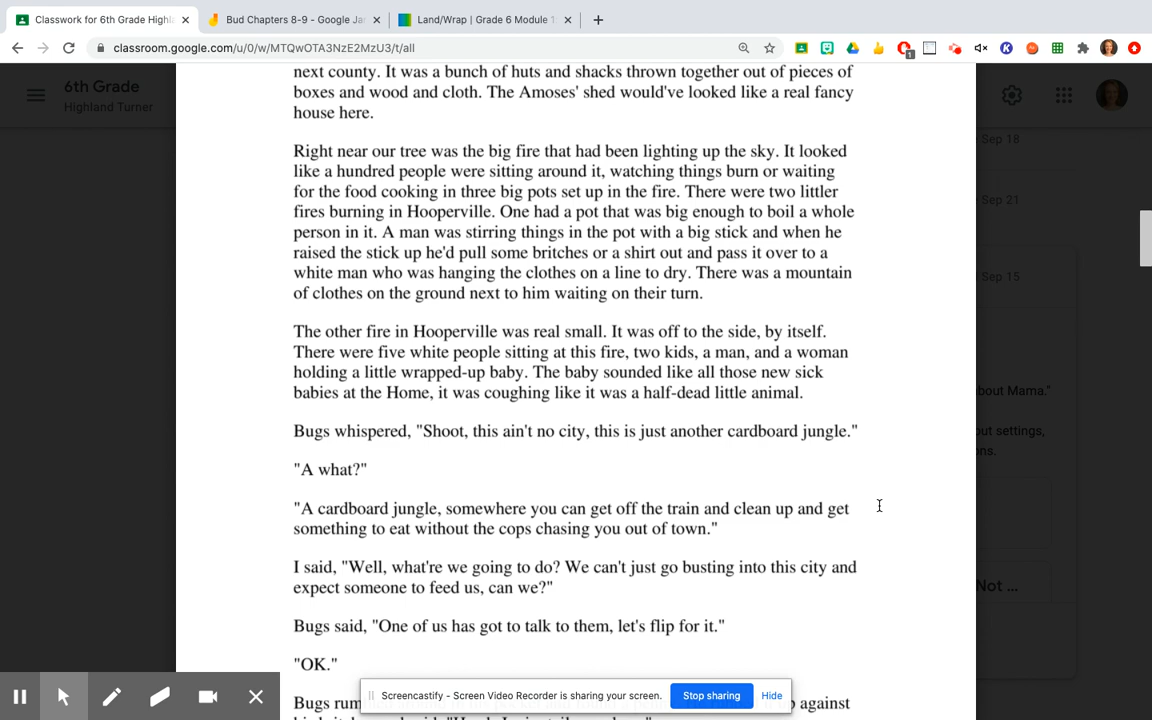 Classwork for 6th Grade Highl
Bud Chapters 8-9 - Google Ja
Land/Wrap | Grade 6 Module 1
classroom.google.com/u/0/w/MTQwOTA3NzE2MzU3/t/all
6th Grade
Highland Turner
Sep 18
Sep 21
Sep 15
bout Mama."
out settings,
ns.
Not ...
next county. It was a bunch of huts and shacks thrown together out of pieces of
boxes and wood and cloth. The Amoses' shed would've looked like a real fancy
house here.
Right near our tree was the big fire that had been lighting up the sky. It looked
like a hundred people were sitting around it, watching things burn or waiting
for the food cooking in three big pots set up in the fire. There were two littler
fires burning in Hooperville. One had a pot that was big enough to boil a whole
person in it. A man was stirring things in the pot with a big stick and when he
raised the stick up he'd pull some britches or a shirt out and pass it over to a
white man who was hanging the clothes on a line to dry. There was a mountain
of clothes on the ground next to him waiting on their turn.
The other fire in Hooperville was real small. It was off to the side, by itself.
There were five white people sitting at this fire, two kids, a man, and a woman
holding a little wrapped-up baby. The baby sounded like all those new sick
babies at the Home, it was coughing like it was a half-dead little animal.
Bugs whispered, "Shoot, this ain't no city, this is just another cardboard jungle."
"A what?"
"A cardboard jungle, somewhere you can get off the train and clean up and get
something to eat without the cops chasing you out of town."
I said, "Well, what're we going to do? We can't just go busting into this city and
expect someone to feed us, can we?"
Bugs said, "One of us has got to talk to them, let's flip for it."
"OK."
Bugs rum
against
Screencastify - Screen Video Recorder is sharing your screen.
Stop sharing
Hide